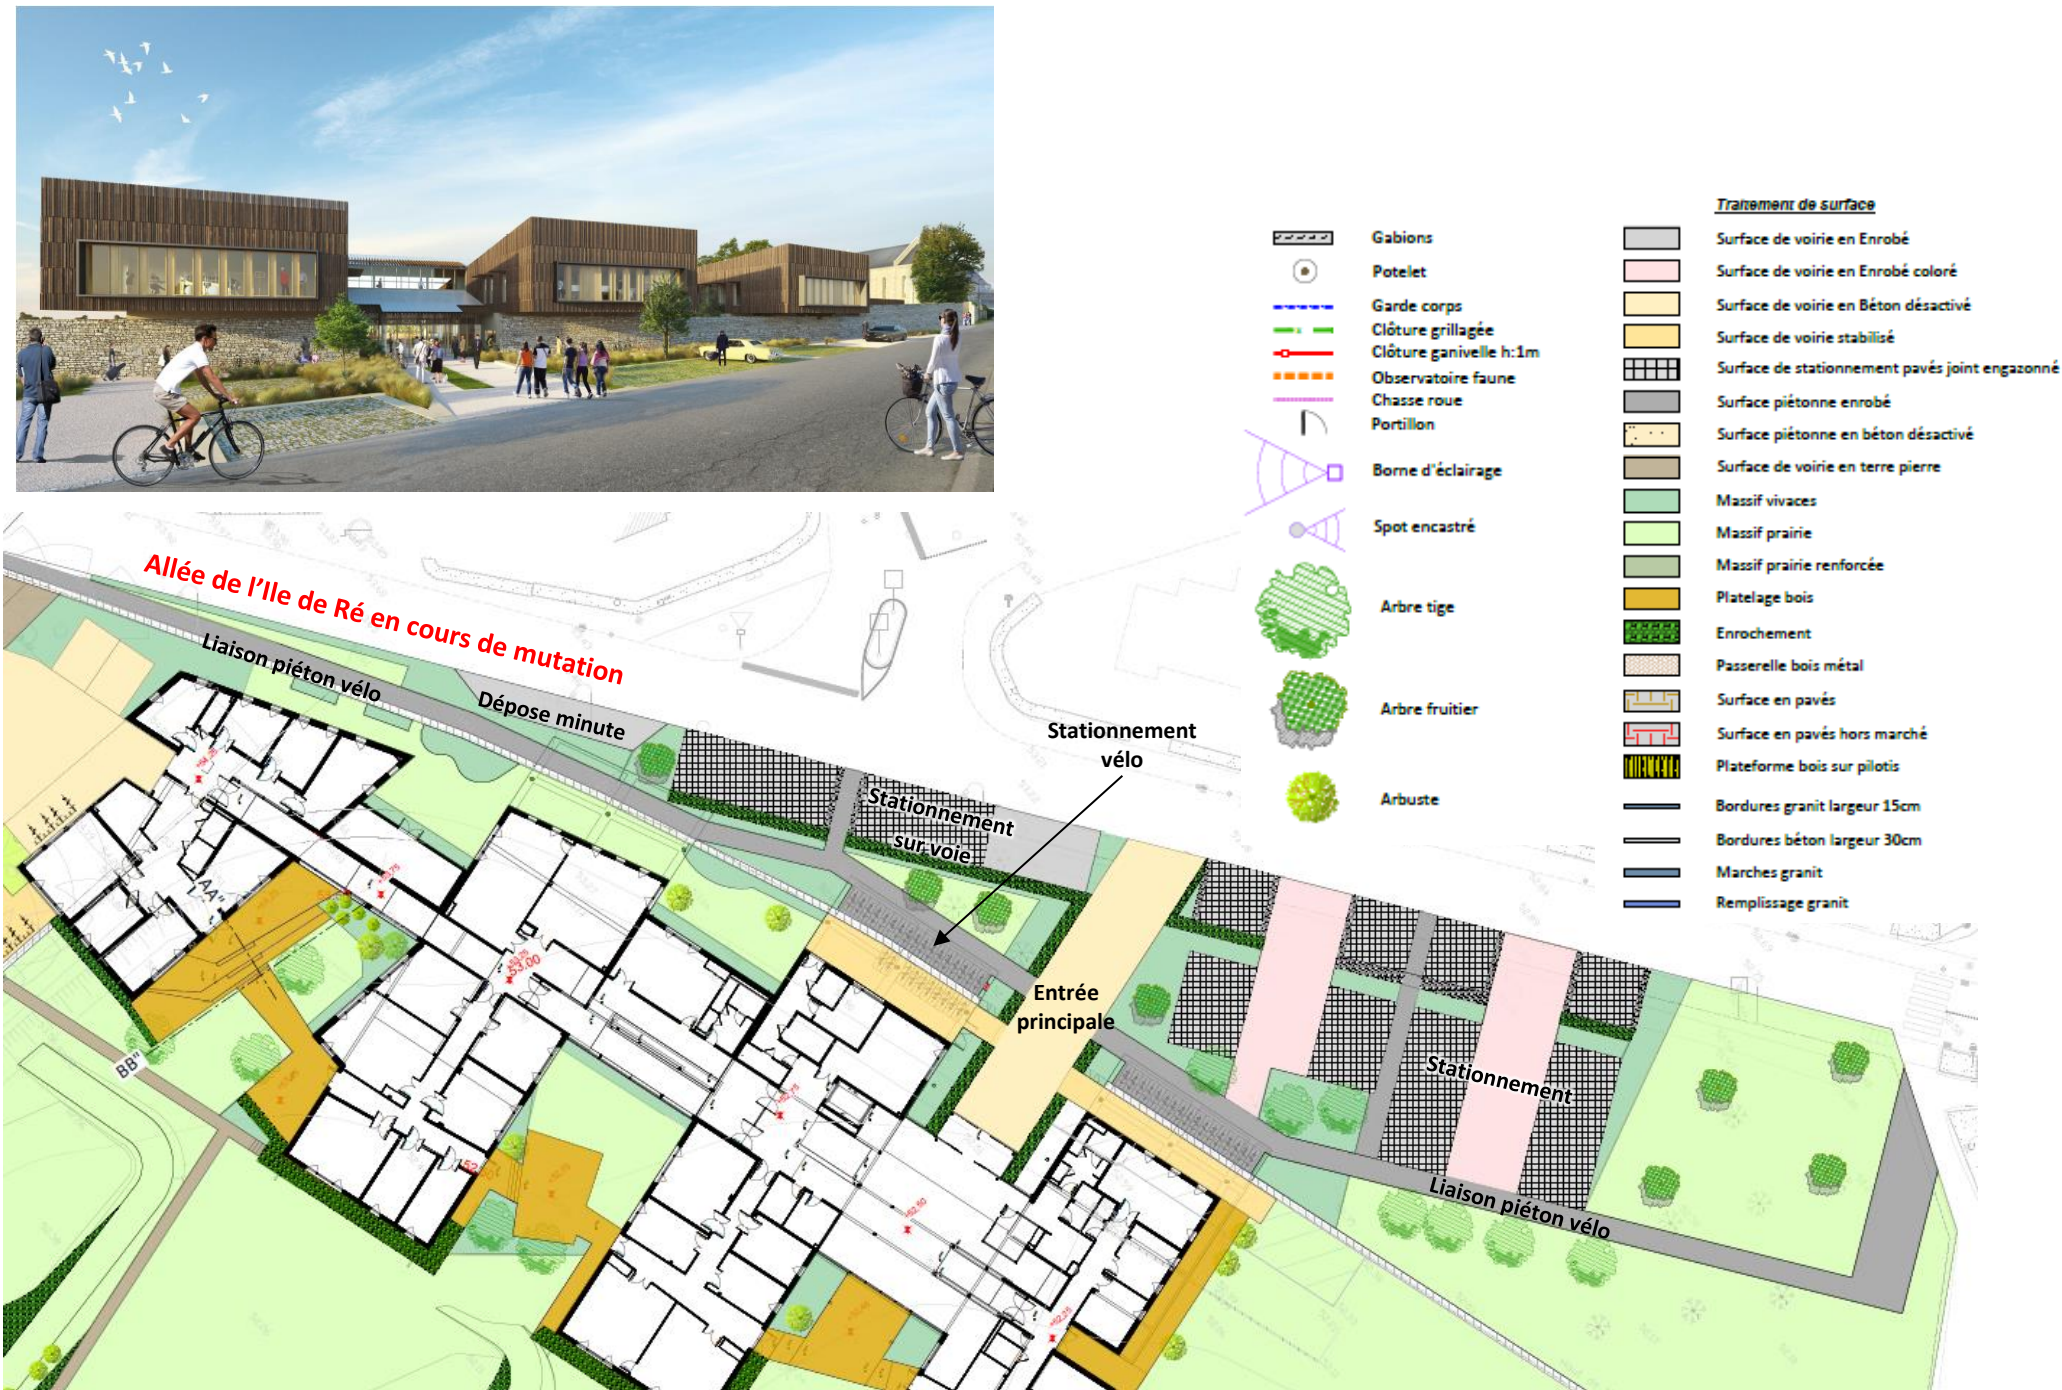 Traitement de surface
Gabions
Potelet
Garde corps
Clôture grillagée
Clôture ganivelle h:1m
Observatoire faune
Chasse roue
Portillon
Borne d'éclairage
Spot encastré
Arbre tige
Arbre fruitier
Arbuste
Surface de voirie en Enrobé
Surface de voirie en Enrobé coloré
Surface de voirie en Béton désactivé
Surface de voirie stabilisé
Surface de stationnement pavés joint engazonné
Surface piétonne enrobé
Surface piétonne en béton désactivé
Surface de voirie en terre pierre
Massif vivaces
Massif prairie
Massif prairie renforcée
Platelage bois
Enrochement
Passerelle bois métal
Surface en pavés
Surface en pavés hors marché
Plateforme bois sur pilotis
Bordures granit largeur 15cm
Bordures béton largeur 30cm
Marches granit
Remplissage granit
Allée de l'Ile de Ré en cours de mutation
Liaison piéton vélo
Dépose minute
Stationnement
vélo
Stationnement
sur voie
Entrée
principale
Stationnement
Liaison piéton vélo
AA"
BB"
53,00